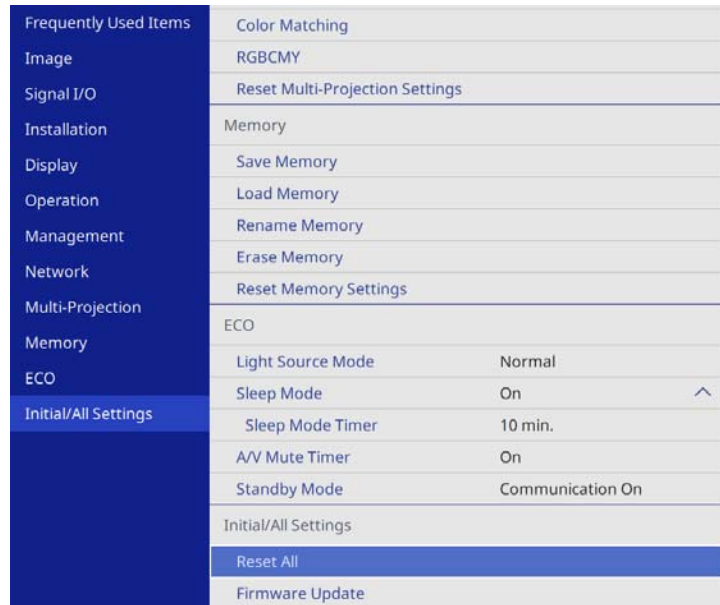 Frequently Used Items
Image
Signal I/O
Installation
Display
Operation
Management
Network
Multi-Projection
Memory
ECO
Initial/All Settings
Color Matching
RGBCMY
Reset Multi-Projection Settings
Memory
Save Memory
Load Memory
Rename Memory
Erase Memory
Reset Memory Settings
ECO
Light Source Mode Normal
Sleep Mode On
Sleep Mode Timer 10 min.
A/V Mute Timer On
Standby Mode Communication On
Initial/All Settings
Reset All
Firmware Update